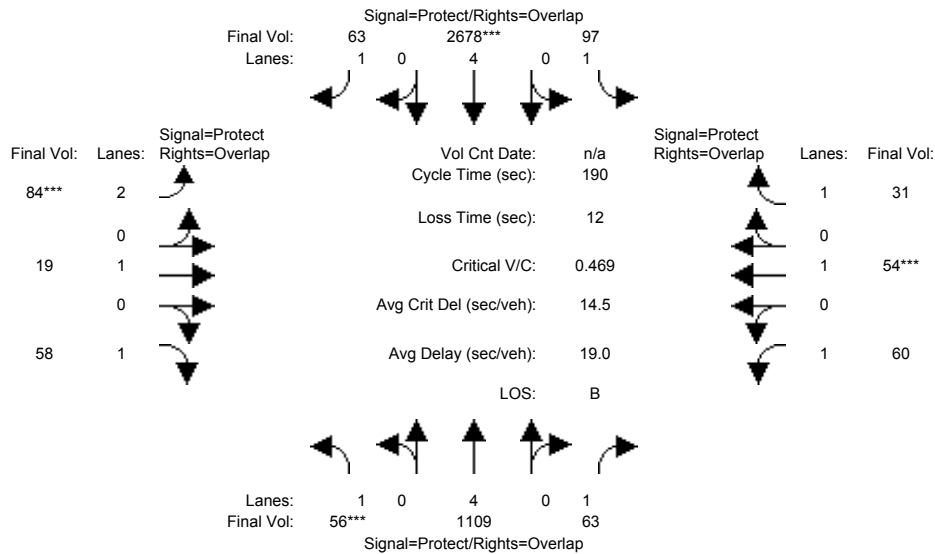 Signal=Protect/Rights=Overlap
Final Vol: 63 2678*** 97
Lanes: 1 0 4 0 1
Signal=Protect Signal=Protect
Final Vol: Lanes: Rights=Overlap Vol Cnt Date: n/a Rights=Overlap Lanes: Final Vol:
Cycle Time (sec): 190
84*** 2 1 31
Loss Time (sec): 12
0 0
19 1 Critical V/C: 0.469 1 54***
0 Avg Crit Del (sec/veh): 14.5 0
58 1 Avg Delay (sec/veh): 19.0 1 60
LOS: B
Lanes: 1 0 4 0 1
Final Vol: 56*** 1109 63
Signal=Protect/Rights=Overlap